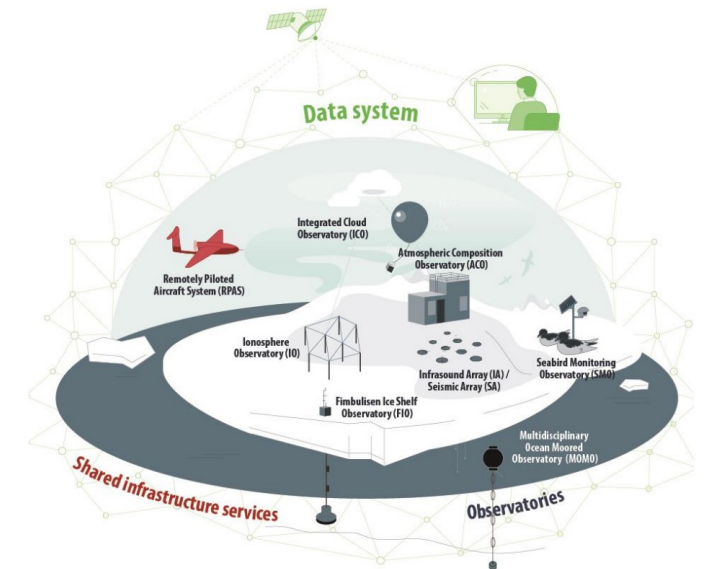 Data system
Integrated Cloud
Observatory (ICO)
Atmospheric Composition
Observatory (ACO)
Remotely Piloted
Aircraft System (RPAS)
Ionosphere
Observatory (IO)
Infrasound Array (IA) /
Seismic Array (SA)
Seabird Monitoring
Observatory (SMO)
Fimbulisen Ice Shelf
Observatory (FIO)
Multidisciplinary
Ocean Moored
Observatory (MOMO)
Shared infrastructure services
Observatories